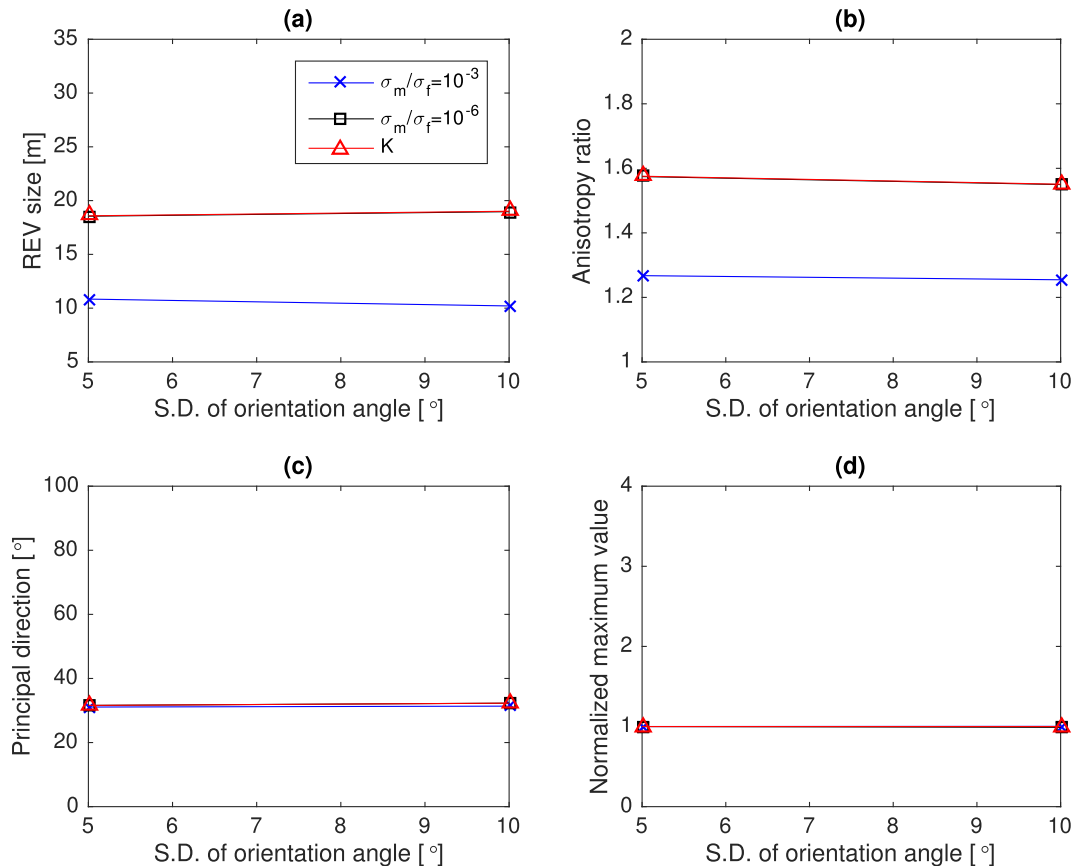 (a)
35
30
25
20
15
10
5
REV size [m]
σm/σf=10-3
σm/σf=10-6
K
5 6 7 8 9 10
S.D. of orientation angle [°]
(b)
2
1.8
1.6
1.4
1.2
1
Anisotropy ratio
5 6 7 8 9 10
S.D. of orientation angle [°]
(c)
100
80
60
40
20
0
Principal direction [°]
5 6 7 8 9 10
S.D. of orientation angle [°]
(d)
4
3
2
1
0
Normalized maximum value
5 6 7 8 9 10
S.D. of orientation angle [°]